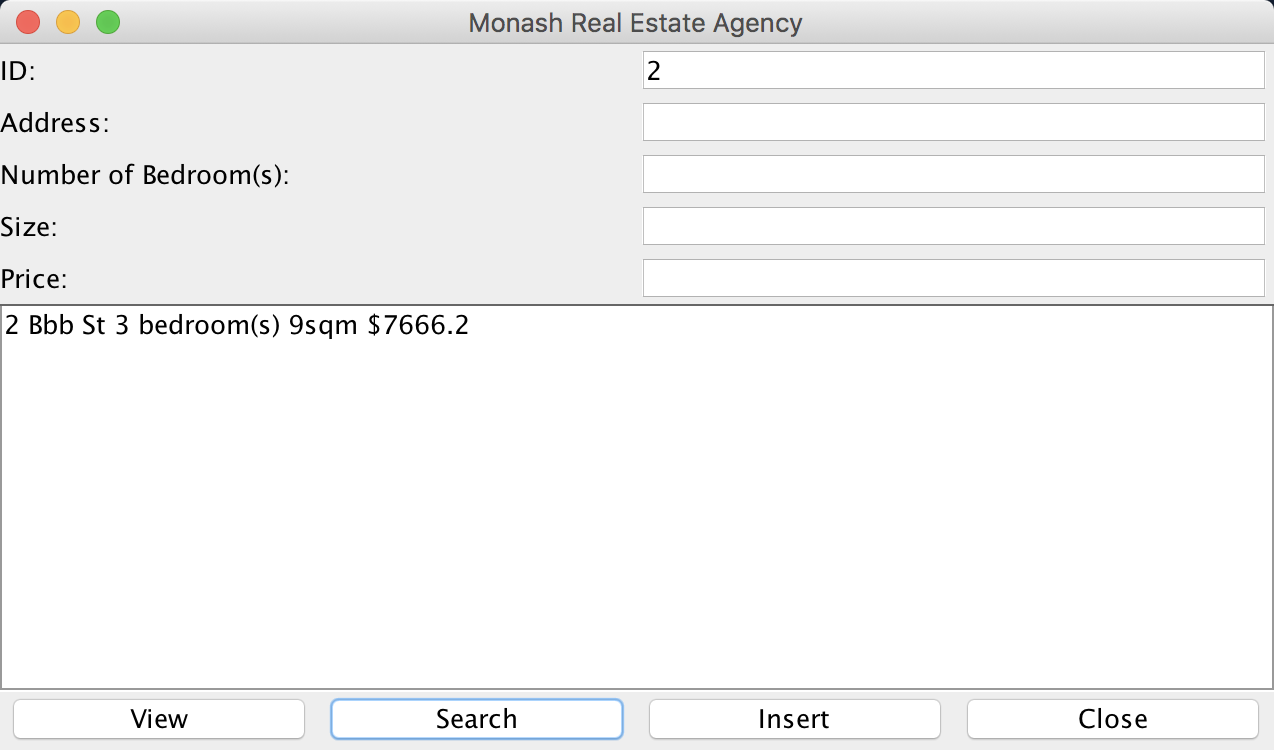 Monash Real Estate Agency
ID: 2
Address:
Number of Bedroom(s):
Size:
Price:
2 Bbb St 3 bedroom(s) 9sqm $7666.2
View Search Insert Close